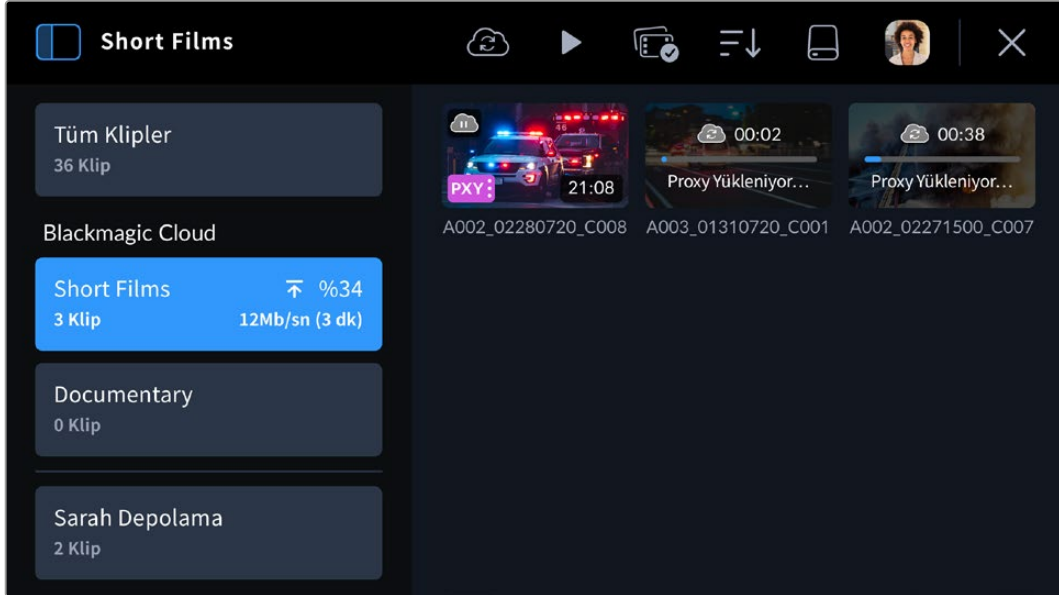 Short Films
Tüm Klipler
36 Klip
Blackmagic Cloud
Short Films %34
3 Klip 12Mb/sn (3 dk)
Documentary
0 Klip
Sarah Depolama
2 Klip
46
PXY
21:08
A002_02280720_C008
00:02
Proxy Yükleniyor...
A003_01310720_C001
00:38
Proxy Yükleniyor...
A002_02271500_C007